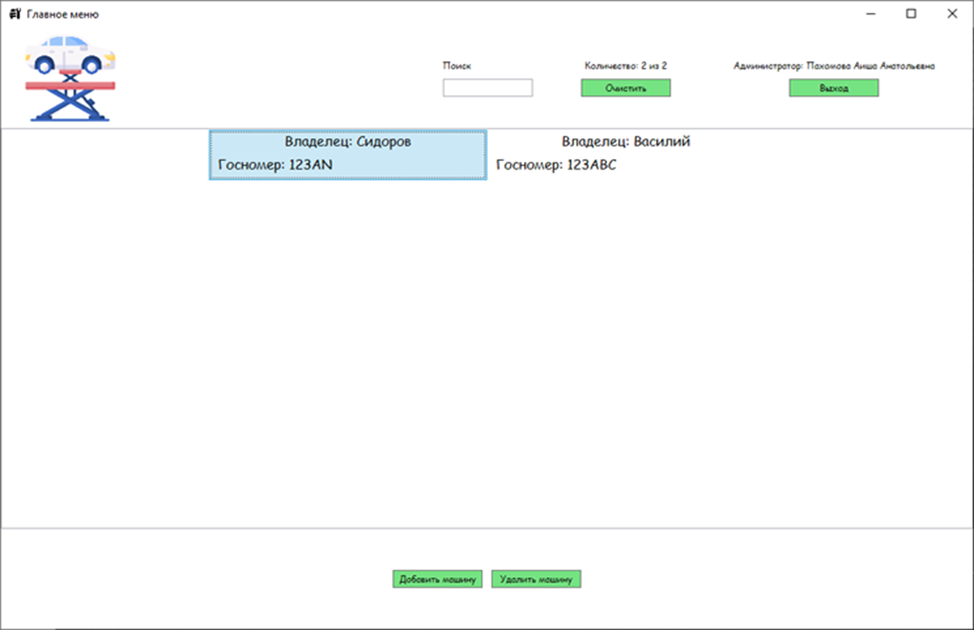 Главное меню
Поиск
Количество: 2 из 2
Администратор: Пахомова Аиша Анатольевна
Очистить
Выход
Владелец: Сидоров
Госномер: 123AN
Владелец: Василий
Госномер: 123ABC
Добавить машину
Удалить машину